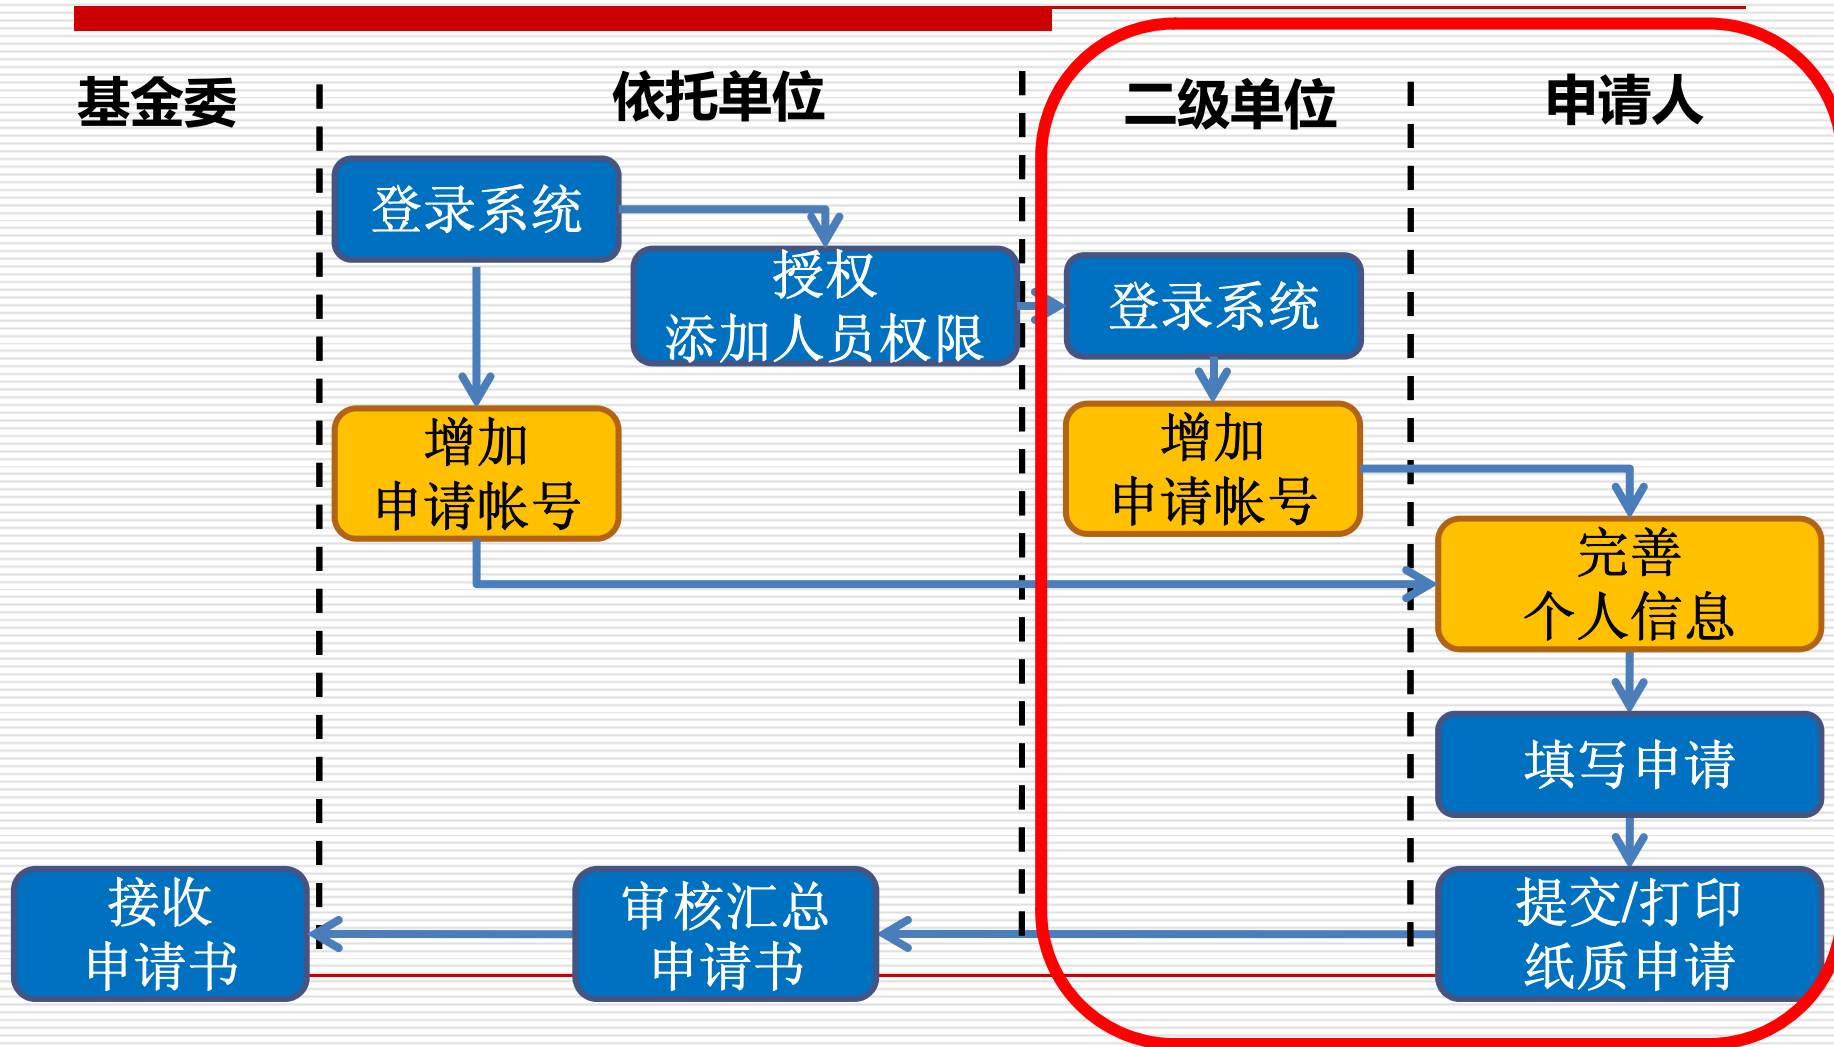 基金委
依托单位
二级单位
申请人
登录系统
授权
添加人员权限
登录系统
增加
申请帐号
增加
申请帐号
完善
个人信息
填写申请
接收
申请书
审核汇总
申请书
提交/打印
纸质申请